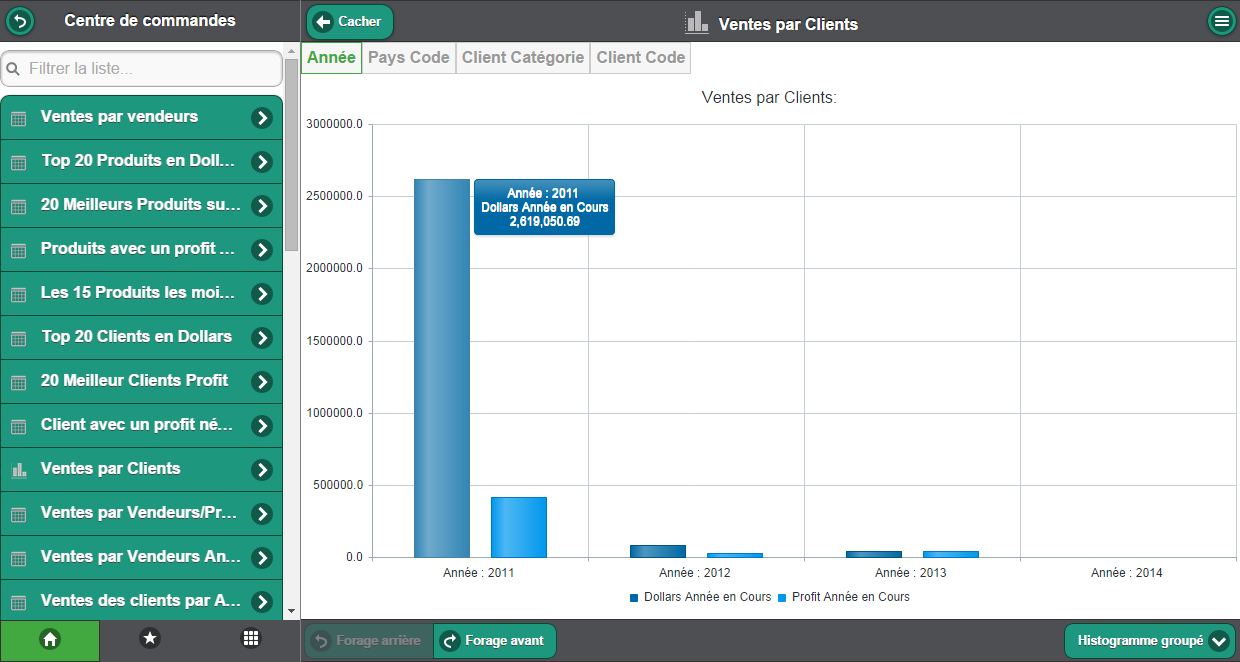 Centre de commandes
Filtrer la liste...
Ventes par vendeurs
Top 20 Produits en Doll...
20 Meilleurs Produits su...
Produits avec un profit ...
Les 15 Produits les moi...
Top 20 Clients en Dollars
20 Meilleur Clients Profit
Client avec un profit né...
Ventes par Clients
Ventes par Vendeurs/Pr...
Ventes par Vendeurs An...
Ventes des clients par A...
Cacher
Ventes par Clients
Année Pays Code Client Catégorie Client Code
Ventes par Clients:
3000000.0
2500000.0
2000000.0
1500000.0
1000000.0
500000.0
0.0
Année : 2011
Dollars Année en Cours
2,619,050.69
Année : 2011 Année : 2012 Année : 2013 Année : 2014
Dollars Année en Cours Profit Année en Cours
Forage arrière Forage avant Histogramme groupé